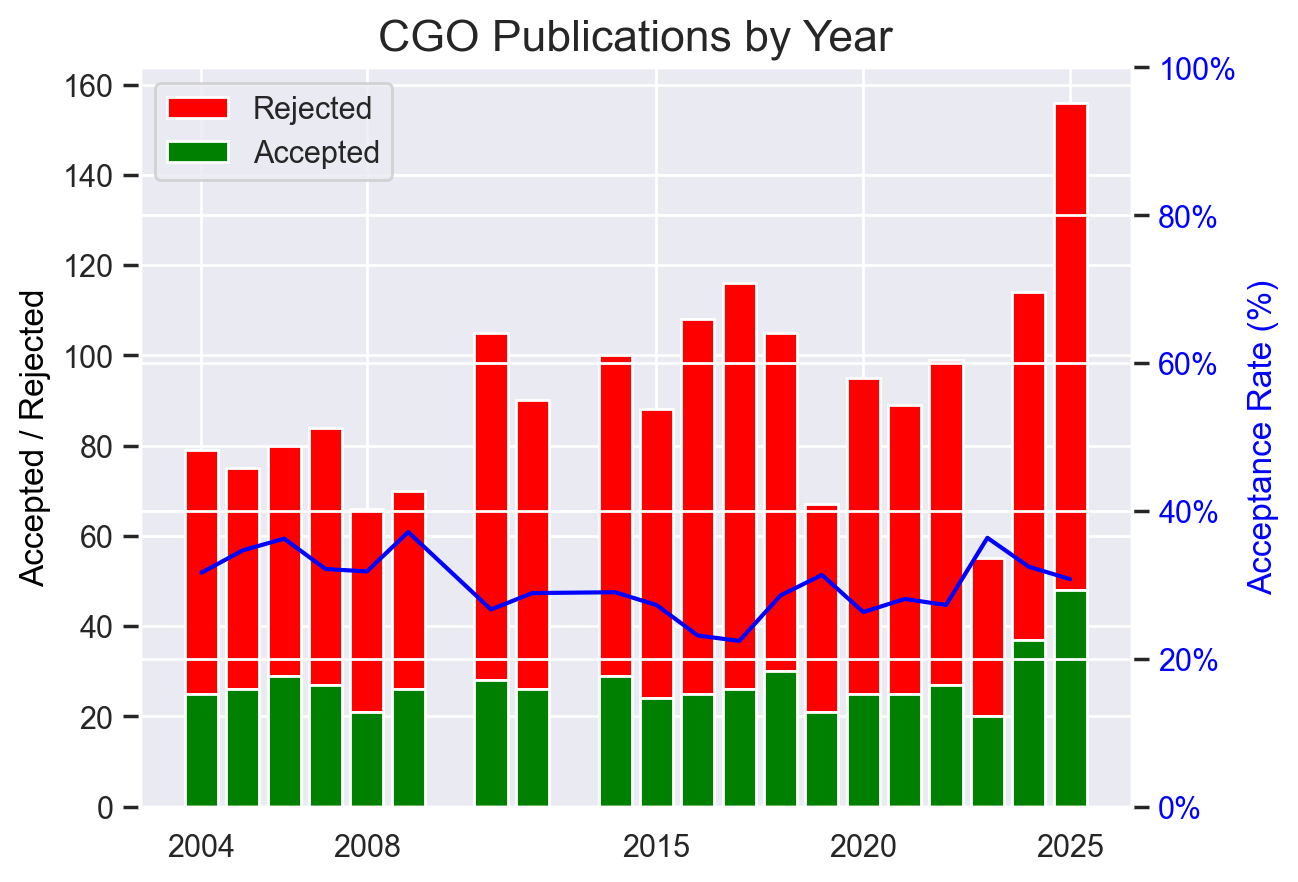 CGO Publications by Year
Rejected
Accepted
160
140
120
100
80
60
40
20
0
Accepted / Rejected
100%
80%
60%
40%
20%
0%
Acceptance Rate (%)
2004 2008 2015 2020 2025